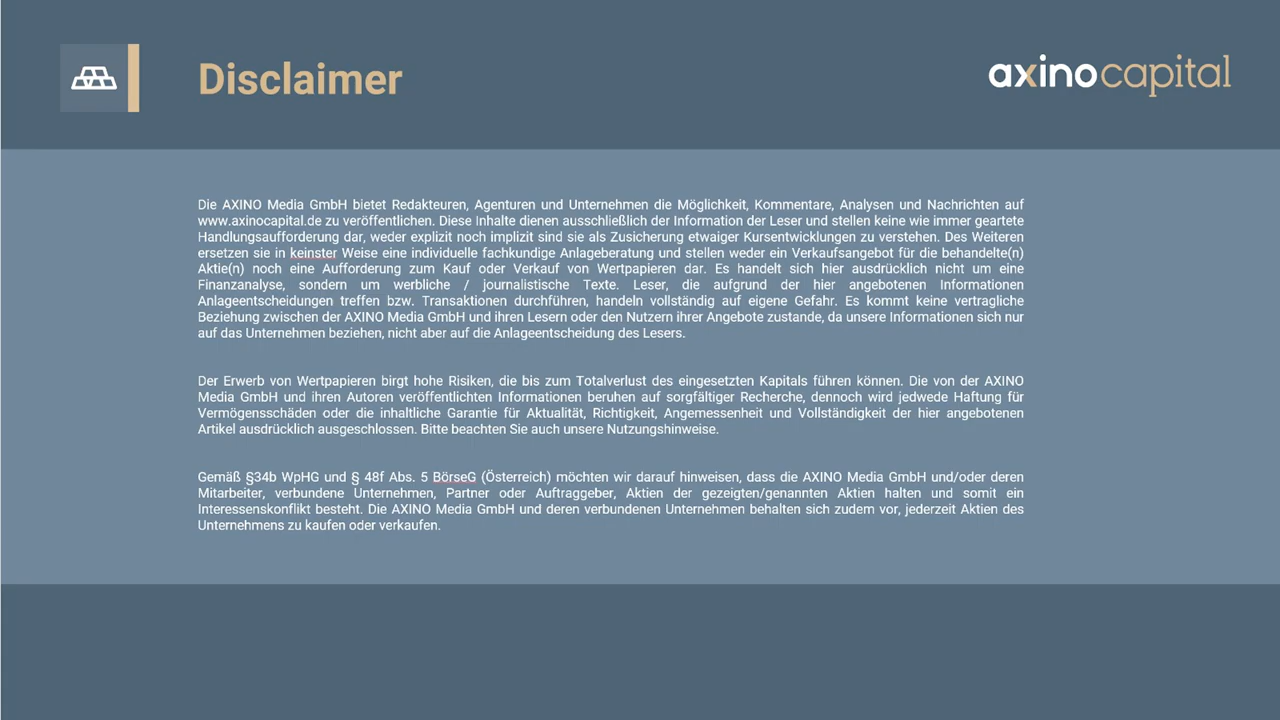 Disclaimer
axinocapital
Die AXINO Media GmbH bietet Redakteuren, Agenturen und Unternehmen die Möglichkeit, Kommentare, Analysen und Nachrichten auf
www.axinocapital.de zu veröffentlichen. Diese Inhalte dienen ausschließlich der Information der Leser und stellen keine wie immer geartete
Handlungsaufforderung dar, weder explizit noch implizit sind sie als Zusicherung etwaiger Kursentwicklungen zu verstehen. Des Weiteren
ersetzen sie in keinster Weise eine individuelle fachkundige Anlageberatung und stellen weder ein Verkaufsangebot für die behandelte(n)
Aktie(n) noch eine Aufforderung zum Kauf oder Verkauf von Wertpapieren dar. Es handelt sich hier ausdrücklich nicht um eine
Finanzanalyse, sondern um werbliche / journalistische Texte. Leser, die aufgrund der hier angebotenen Informationen
Anlageentscheidungen treffen bzw. Transaktionen durchführen, handeln vollständig auf eigene Gefahr. Es kommt keine vertragliche
Beziehung zwischen der AXINO Media GmbH und ihren Lesern oder den Nutzern ihrer Angebote zustande, da unsere Informationen sich nur
auf das Unternehmen beziehen, nicht aber auf die Anlageentscheidung des Lesers.
Der Erwerb von Wertpapieren birgt hohe Risiken, die bis zum Totalverlust des eingesetzten Kapitals führen können. Die von der AXINO
Media GmbH und ihren Autoren veröffentlichten Informationen beruhen auf sorgfältiger Recherche, dennoch wird jedwede Haftung für
Vermögensschäden oder die inhaltliche Garantie für Aktualität, Richtigkeit, Angemessenheit und Vollständigkeit der hier angebotenen
Artikel ausdrücklich ausgeschlossen. Bitte beachten Sie auch unsere Nutzungshinweise.
Gemäß §34b WpHG und § 48f Abs. 5 BörseG (Österreich) möchten wir darauf hinweisen, dass die AXINO Media GmbH und/oder deren
Mitarbeiter, verbundene Unternehmen, Partner oder Auftraggeber, Aktien der gezeigten/genannten Aktien halten und somit ein
Interessenskonflikt besteht. Die AXINO Media GmbH und deren verbundenen Unternehmen behalten sich zudem vor, jederzeit Aktien des
Unternehmens zu kaufen oder verkaufen.